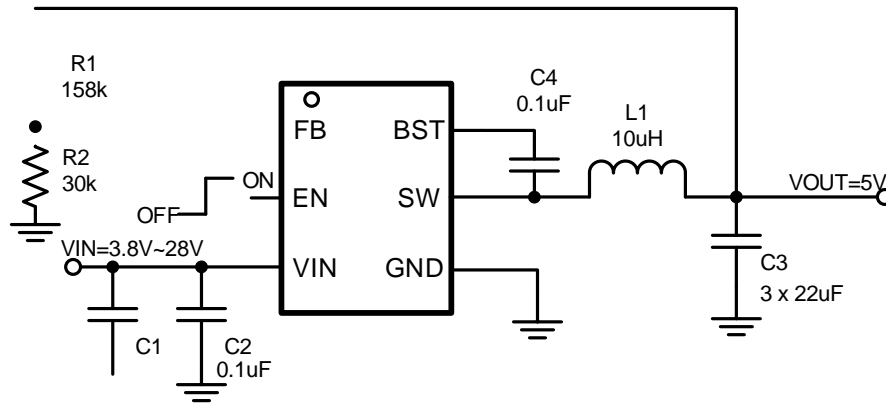 R1
158k
R2
30k
OFF
ON
VIN=3.8V~28V
C1
C2
0.1uF
FB
BST
EN
SW
VIN
GND
C4
0.1uF
L1
10uH
VOUT=5V
C3
3 x 22uF